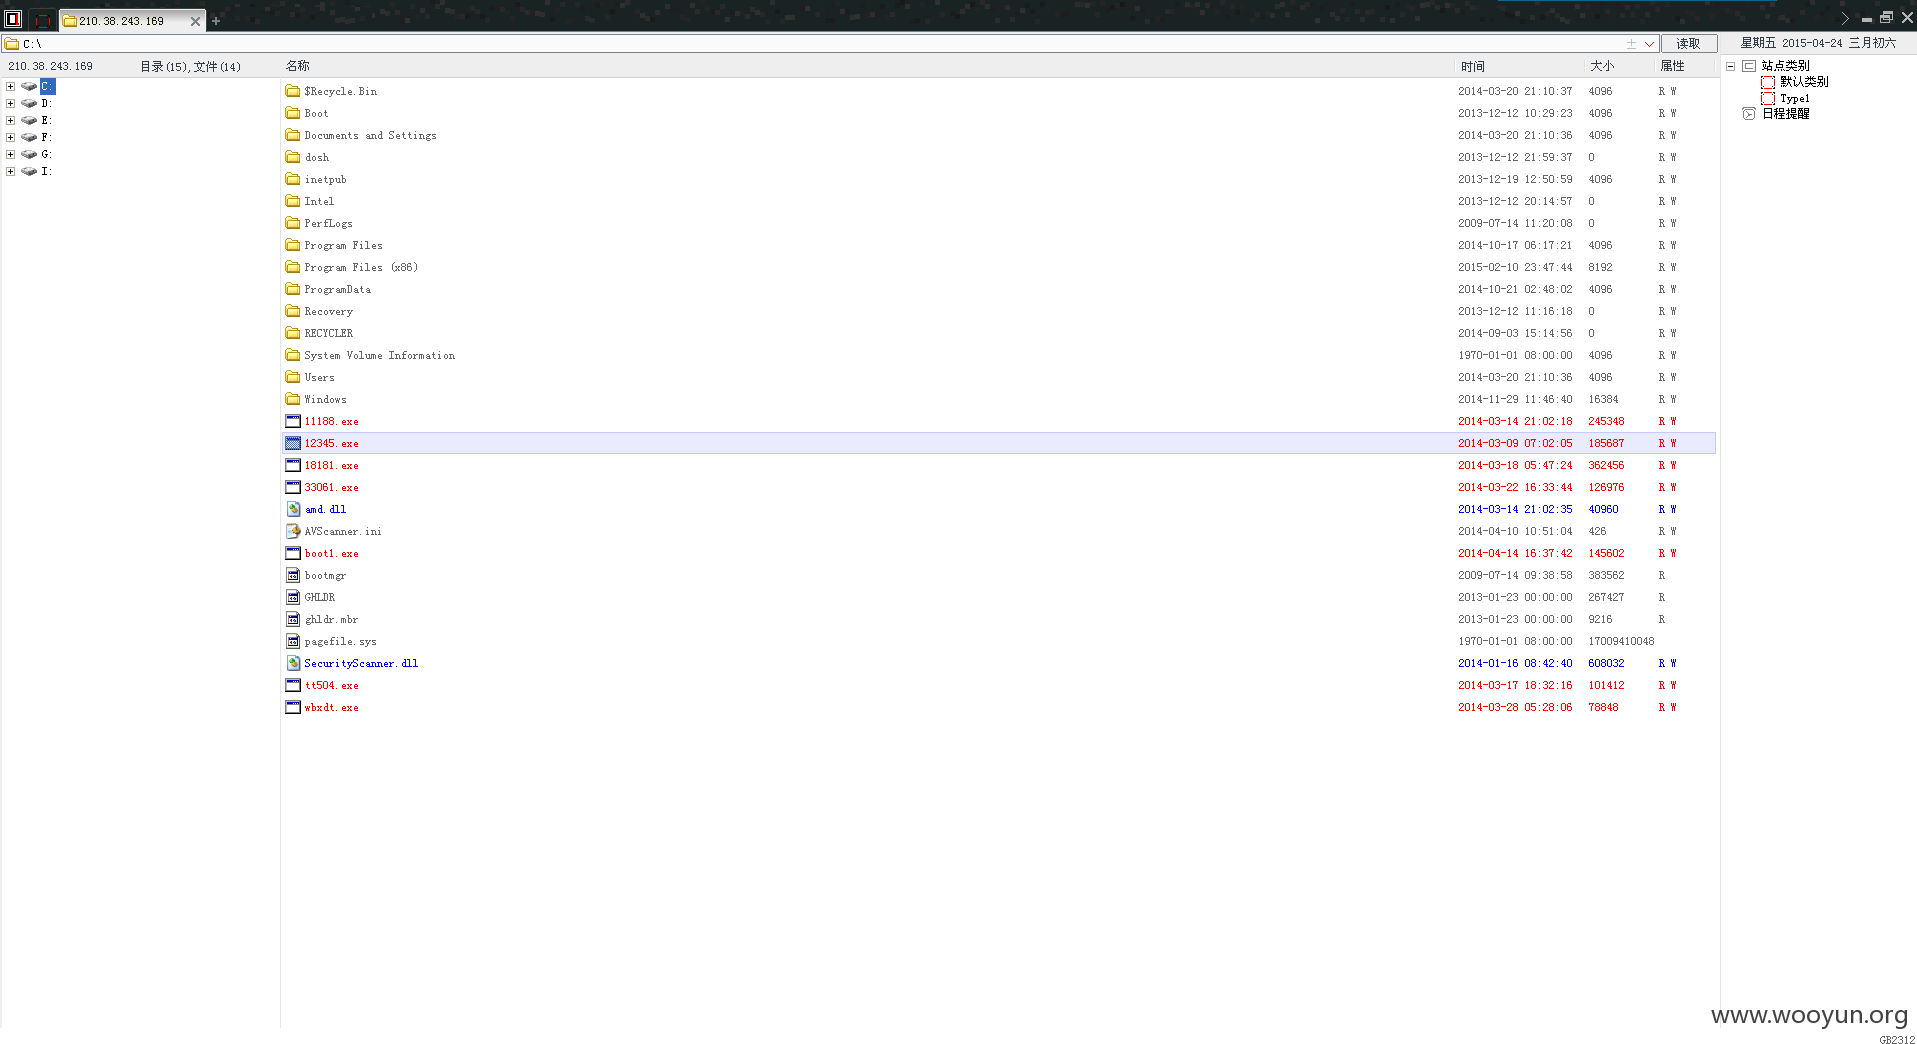 210.38.243.169
C:\
读取
星期五 2015-04-24 三月初六
210.38.243.169 目录(15),文件(14)
名称 时间 大小 属性
C:
D:
E:
F:
G:
I:
$Recycle.Bin 2014-03-20 21:10:37 4096 R W
Boot 2013-12-12 10:29:23 4096 R W
Documents and Settings 2014-03-20 21:10:36 4096 R W
dosh 2013-12-12 21:59:37 0 R W
inetpub 2013-12-19 12:50:59 4096 R W
Intel 2013-12-12 20:14:57 0 R W
PerfLogs 2009-07-14 11:20:08 0 R W
Program Files 2014-10-17 06:17:21 4096 R W
Program Files (x86) 2015-02-10 23:47:44 8192 R W
ProgramData 2014-10-21 02:48:02 4096 R W
Recovery 2013-12-12 11:16:18 0 R W
RECYCLER 2014-09-03 15:14:56 0 R W
System Volume Information 1970-01-01 08:00:00 4096 R W
Users 2014-03-20 21:10:36 4096 R W
Windows 2014-11-29 11:46:40 16384 R W
11188.exe 2014-03-14 21:02:18 245348 R W
12345.exe 2014-03-09 07:02:05 185687 R W
18181.exe 2014-03-18 05:47:24 362456 R W
33061.exe 2014-03-22 16:33:44 126976 R W
amd.dll 2014-03-14 21:02:35 40960 R W
AVScanner.ini 2014-04-10 10:51:04 426 R W
boot1.exe 2014-04-14 16:37:42 145602 R W
bootmgr 2009-07-14 09:38:58 383562 R
GHLDR 2013-01-23 00:00:00 267427 R
ghldr.mbr 2013-01-23 00:00:00 9216 R
pagefile.sys 1970-01-01 08:00:00 17009410048
SecurityScanner.dll 2014-01-16 08:42:40 608032 R W
tt504.exe 2014-03-17 18:32:16 101412 R W
wbxdt.exe 2014-03-28 05:28:06 78848 R W
站点类别
默认类别
Type1
日程提醒
www.wooyun.org
GB2312